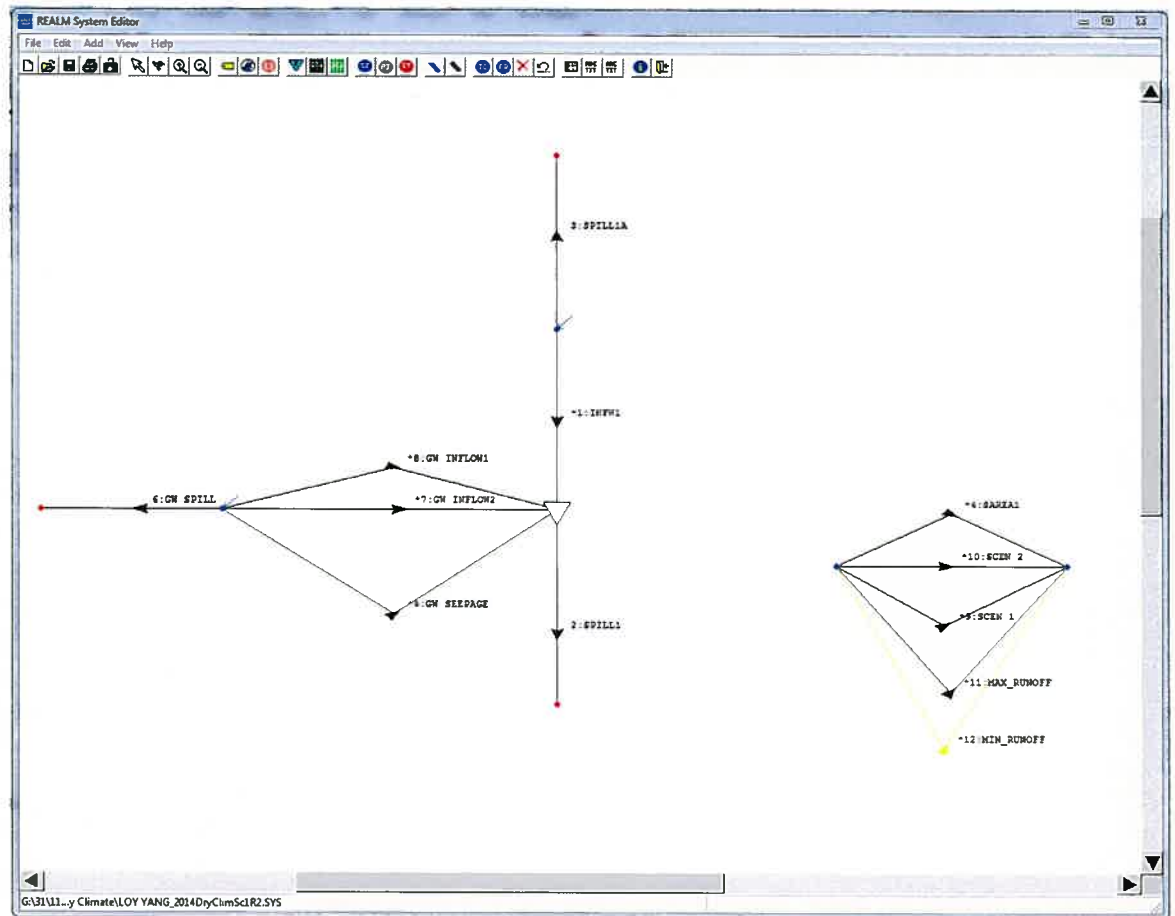 REALM System Editor
File Edit Add View Help
3:SPILL1A
*1:INFW1
*8:GW INFLOW1
6:GW SPILL
*7:GW INFLOW2
*5:GW SEEPAGE
2:SPILL1
*4:SAREA1
*10:SCEN 2
*9:SCEN 1
*11:MAX_RUNOFF
*12:MIN_RUNOFF
G:\31\11...y Climate\LOY YANG_2014DryClimSc1R2.SYS